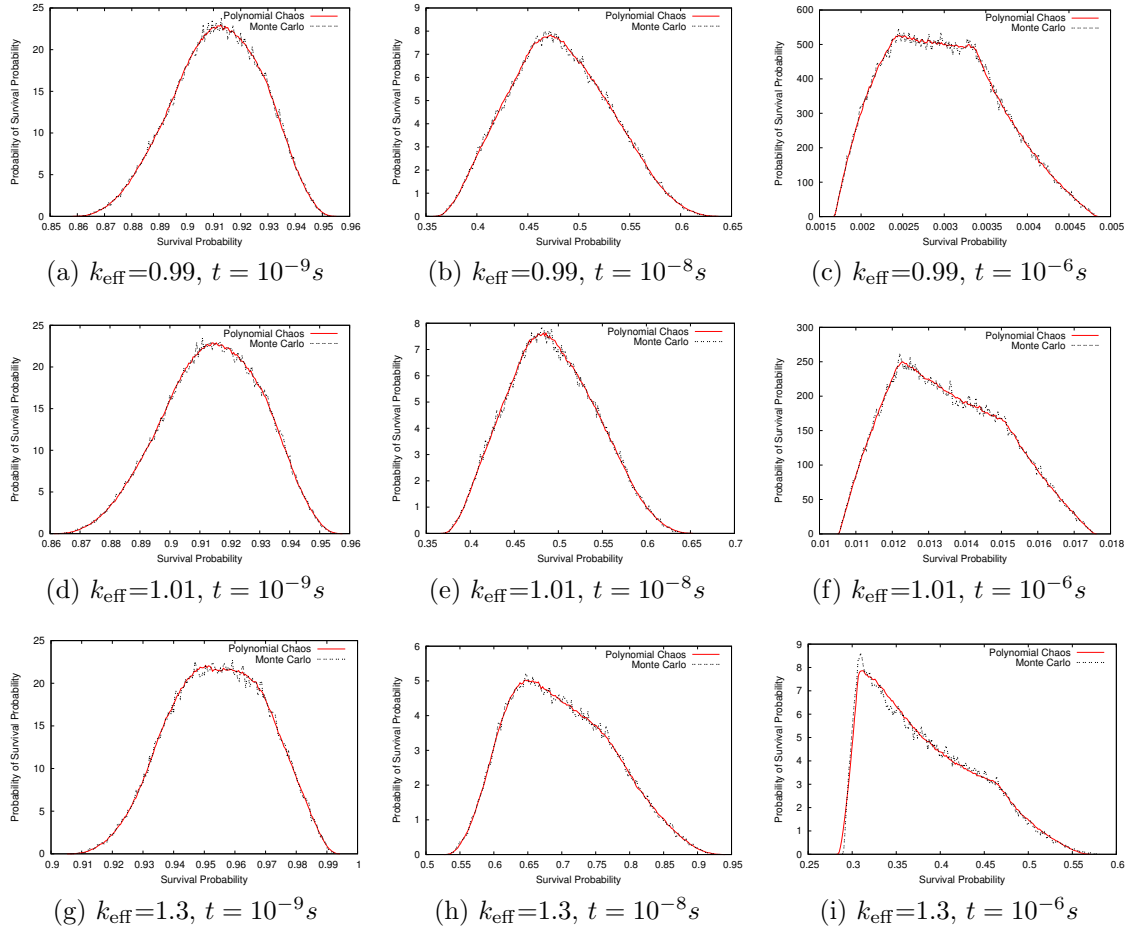 Probability of Survival Probability
25
20
15
10
5
0
Polynomial Chaos
Monte Carlo
0.85 0.86 0.87 0.88 0.89 0.9 0.91 0.92 0.93 0.94 0.95 0.96
Survival Probability
(a) k_eff=0.99, t = 10^-9 s
Probability of Survival Probability
9
8
7
6
5
4
3
2
1
0
Polynomial Chaos
Monte Carlo
0.35 0.4 0.45 0.5 0.55 0.6 0.65
Survival Probability
(b) k_eff=0.99, t = 10^-8 s
Probability of Survival Probability
600
500
400
300
200
100
0
Polynomial Chaos
Monte Carlo
0.0015 0.002 0.0025 0.003 0.0035 0.004 0.0045 0.005
Survival Probability
(c) k_eff=0.99, t = 10^-6 s
Probability of Survival Probability
25
20
15
10
5
0
Polynomial Chaos
Monte Carlo
0.86 0.87 0.88 0.89 0.9 0.91 0.92 0.93 0.94 0.95 0.96
Survival Probability
(d) k_eff=1.01, t = 10^-9 s
Probability of Survival Probability
8
7
6
5
4
3
2
1
0
Polynomial Chaos
Monte Carlo
0.35 0.4 0.45 0.5 0.55 0.6 0.65 0.7
Survival Probability
(e) k_eff=1.01, t = 10^-8 s
Probability of Survival Probability
300
250
200
150
100
50
0
Polynomial Chaos
Monte Carlo
0.01 0.011 0.012 0.013 0.014 0.015 0.016 0.017 0.018
Survival Probability
(f) k_eff=1.01, t = 10^-6 s
Probability of Survival Probability
25
20
15
10
5
0
Polynomial Chaos
Monte Carlo
0.9 0.91 0.92 0.93 0.94 0.95 0.96 0.97 0.98 0.99 1
Survival Probability
(g) k_eff=1.3, t = 10^-9 s
Probability of Survival Probability
6
5
4
3
2
1
0
Polynomial Chaos
Monte Carlo
0.5 0.55 0.6 0.65 0.7 0.75 0.8 0.85 0.9 0.95
Survival Probability
(h) k_eff=1.3, t = 10^-8 s
Probability of Survival Probability
9
8
7
6
5
4
3
2
1
0
Polynomial Chaos
Monte Carlo
0.25 0.3 0.35 0.4 0.45 0.5 0.55 0.6
Survival Probability
(i) k_eff=1.3, t = 10^-6 s